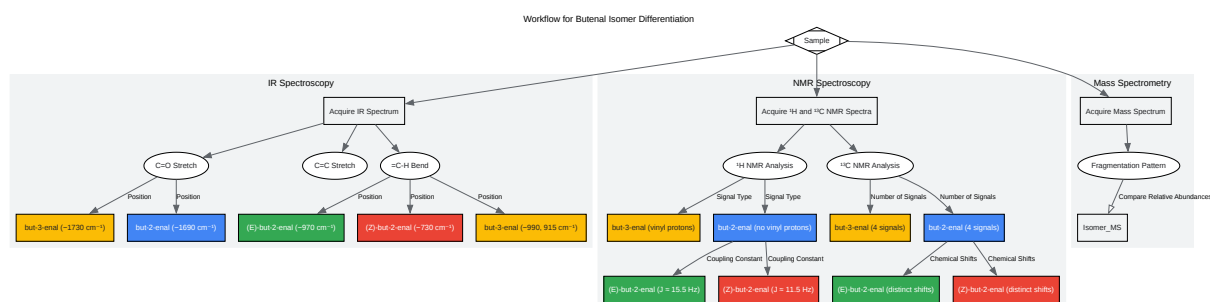 Workflow for Butenal Isomer Differentiation
Sample
IR Spectroscopy
NMR Spectroscopy
Mass Spectrometry
Acquire IR Spectrum
Acquire ¹H and ¹³C NMR Spectra
Acquire Mass Spectrum
C=O Stretch
C=C Stretch
=C-H Bend
¹H NMR Analysis
¹³C NMR Analysis
Fragmentation Pattern
Position
Position
Position
Position
Position
Signal Type
Signal Type
Number of Signals
Number of Signals
Compare Relative Abundances
but-3-enal (~1730 cm⁻¹)
but-2-enal (~1690 cm⁻¹)
(E)-but-2-enal (~970 cm⁻¹)
(Z)-but-2-enal (~730 cm⁻¹)
but-3-enal (~990, 915 cm⁻¹)
but-3-enal (vinyl protons)
but-2-enal (no vinyl protons)
but-3-enal (4 signals)
but-2-enal (4 signals)
Isomer_MS
Coupling Constant
Coupling Constant
Chemical Shifts
Chemical Shifts
(E)-but-2-enal (J = 15.5 Hz)
(Z)-but-2-enal (J = 11.5 Hz)
(E)-but-2-enal (distinct shifts)
(Z)-but-2-enal (distinct shifts)